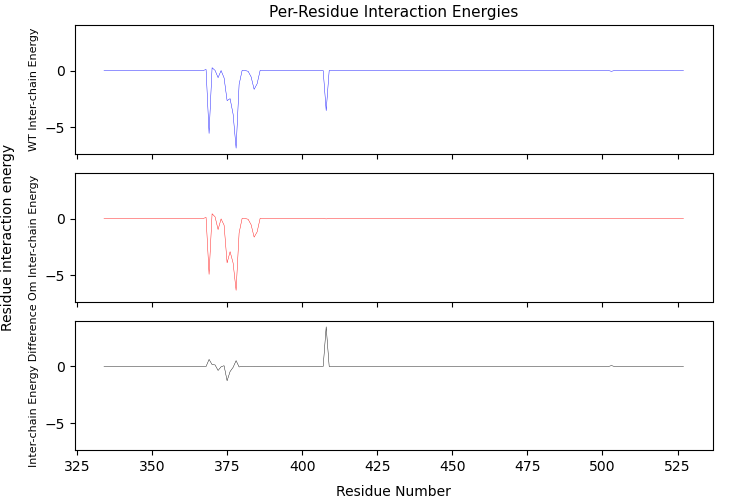 Per-Residue Interaction Energies
Residue interaction energy
WT Inter-chain Energy
0
−5
Om Inter-chain Energy
0
−5
Inter-chain Energy Difference
0
−5
325
350
375
400
425
450
475
500
525
Residue Number